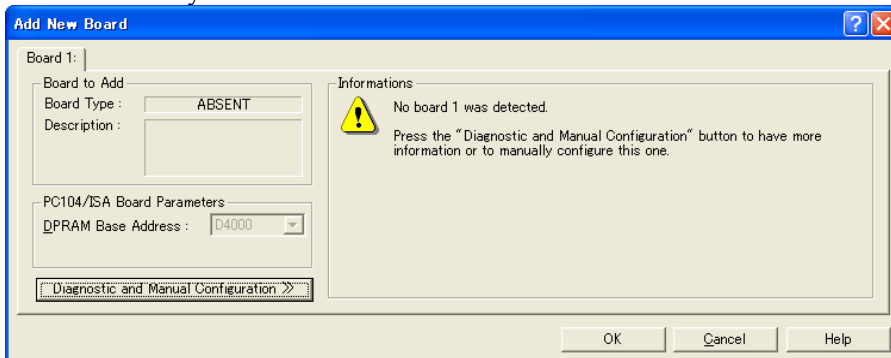 Add New Board
Board 1:
Board to Add
Board Type : ABSENT
Description :
PC104/ISA Board Parameters
DPRAM Base Address : D4000
Diagnostic and Manual Configuration >>
Informations
No board 1 was detected.
Press the "Diagnostic and Manual Configuration" button to have more
information or to manually configure this one.
OK Cancel Help